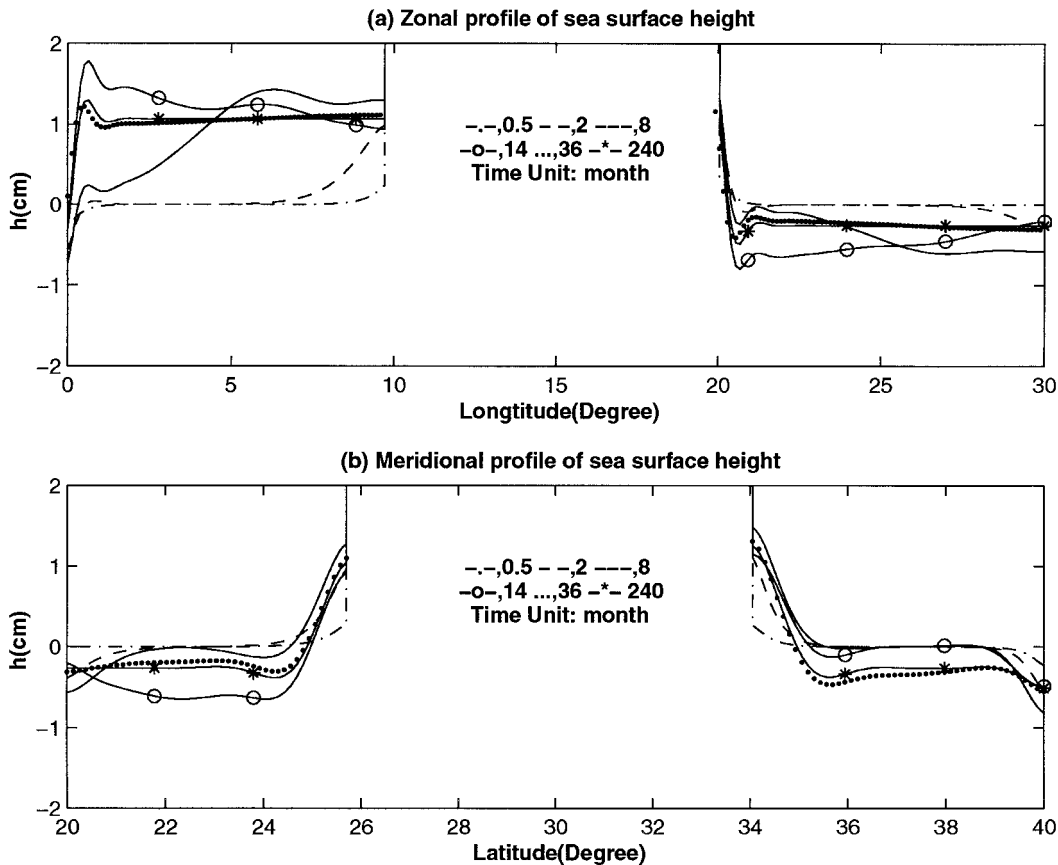 (a) Zonal profile of sea surface height
2
1
0
−1
−2
h(cm)
−.−,0.5 − −,2 −−−,8
−o−,14 ...,36 −*− 240
Time Unit: month
0 5 10 20 25 30
Longtitude(Degree)
(b) Meridional profile of sea surface height
2
1
0
−1
−2
h(cm)
−.−,0.5 − −,2 −−−,8
−o−,14 ...,36 −*− 240
Time Unit: month
20 22 24 26 28 30 32 34 36 38 40
Latitude(Degree)